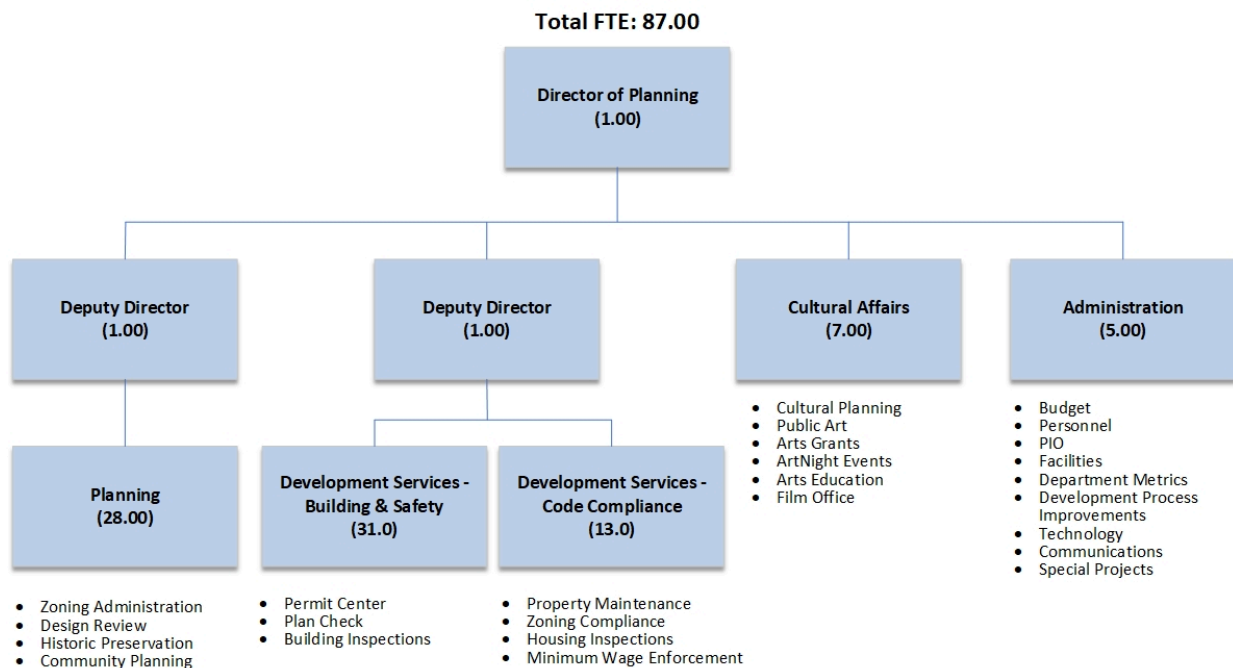 Total FTE: 87.00
Director of Planning
(1.00)
Deputy Director
(1.00)
Deputy Director
(1.00)
Cultural Affairs
(7.00)
Administration
(5.00)
• Cultural Planning
• Public Art
• Arts Grants
• ArtNight Events
• Arts Education
• Film Office
• Budget
• Personnel
• PIO
• Facilities
• Department Metrics
• Development Process
Improvements
• Technology
• Communications
• Special Projects
Planning
(28.00)
Development Services -
Building & Safety
(31.0)
Development Services -
Code Compliance
(13.0)
• Zoning Administration
• Design Review
• Historic Preservation
• Community Planning
• Permit Center
• Plan Check
• Building Inspections
• Property Maintenance
• Zoning Compliance
• Housing Inspections
• Minimum Wage Enforcement